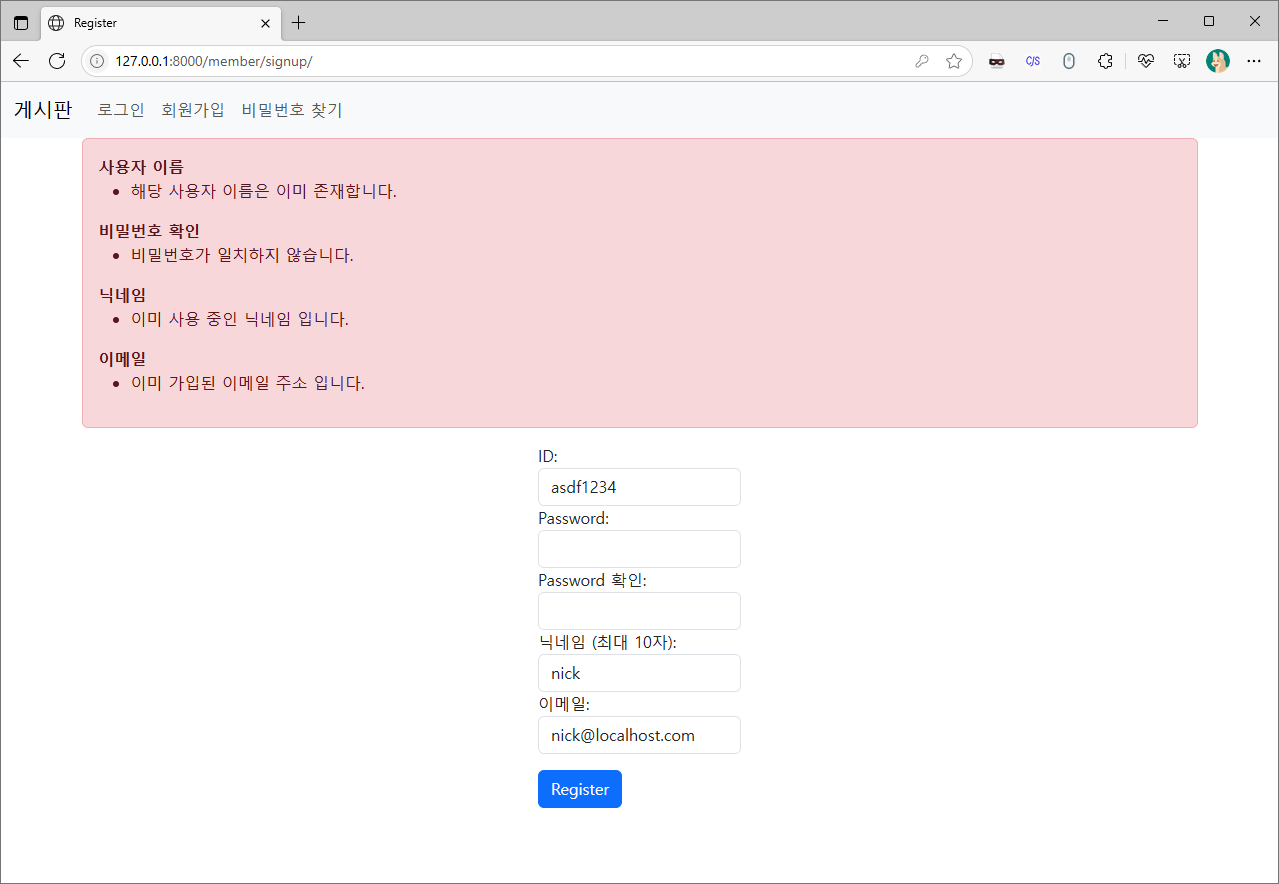 Register
127.0.0.1:8000/member/signup/
C/S
게시판 로그인 회원가입 비밀번호 찾기
사용자 이름
해당 사용자 이름은 이미 존재합니다.
비밀번호 확인
비밀번호가 일치하지 않습니다.
닉네임
이미 사용 중인 닉네임 입니다.
이메일
이미 가입된 이메일 주소 입니다.
ID:
asdf1234
Password:
Password 확인:
닉네임 (최대 10자):
nick
이메일:
nick@localhost.com
Register